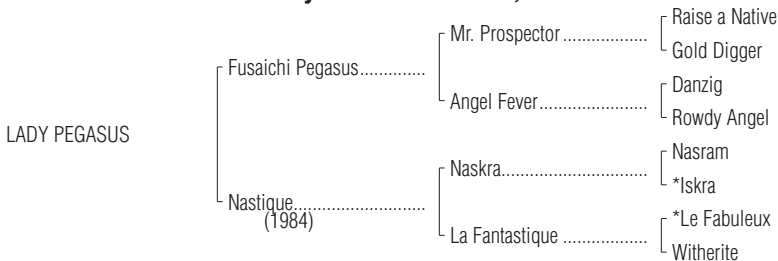 Raise a Native
Mr. Prospector ....................
Gold Digger
Fusaichi Pegasus...............
Danzig
Angel Fever.........................
Rowdy Angel
LADY PEGASUS
Nasram
Naskra..................................
*Iskra
Nastique..............................
(1984)
*Le Fabuleux
La Fantastique ....................
Witherite